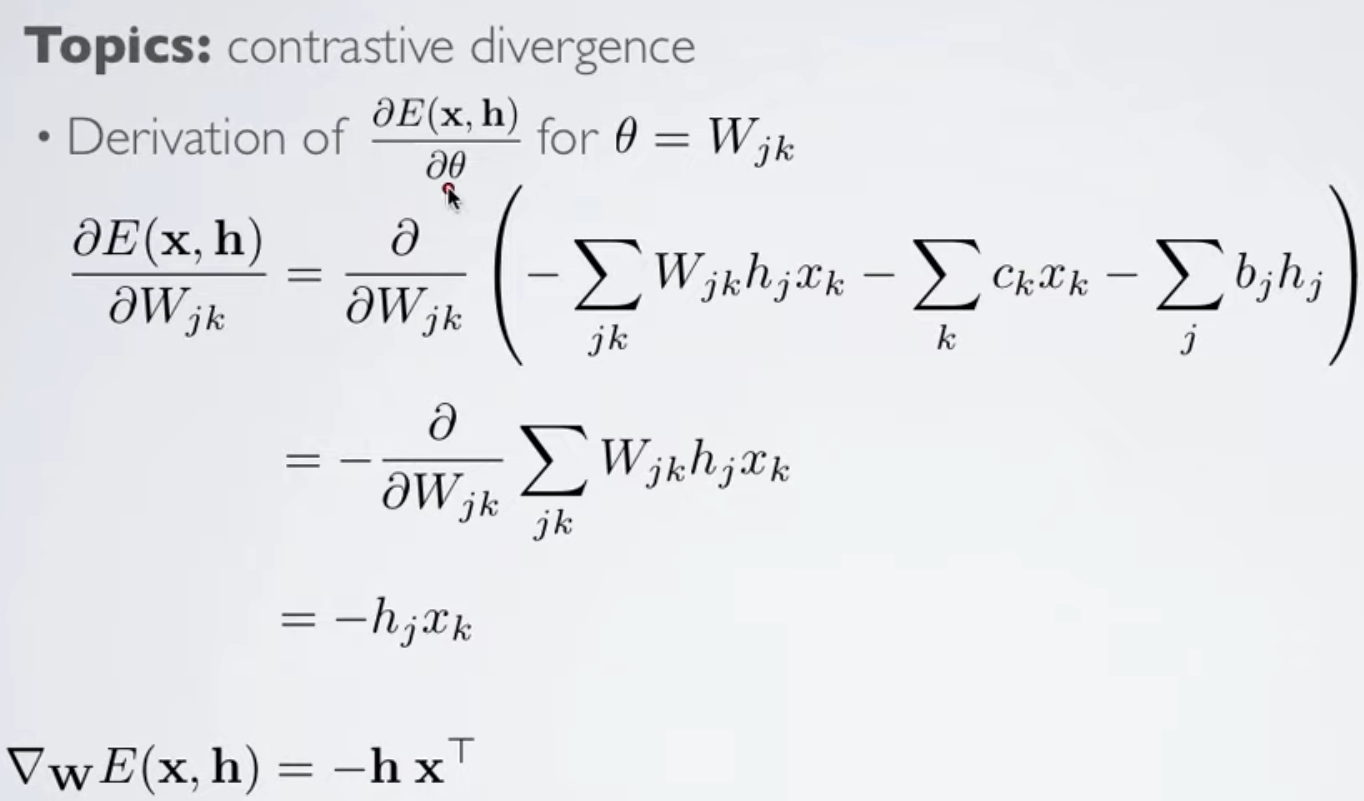 Topics: contrastive divergence
• Derivation of \frac{\partial E(\mathbf{x}, \mathbf{h})}{\partial \theta} for \theta = W_{jk}
\frac{\partial E(\mathbf{x}, \mathbf{h})}{\partial W_{jk}} = \frac{\partial}{\partial W_{jk}} \left( -\sum_{jk} W_{jk} h_j x_k - \sum_k c_k x_k - \sum_j b_j h_j \right)
= -\frac{\partial}{\partial W_{jk}} \sum_{jk} W_{jk} h_j x_k
= -h_j x_k
\nabla_{\mathbf{W}} E(\mathbf{x}, \mathbf{h}) = -\mathbf{h} \, \mathbf{x}^\top